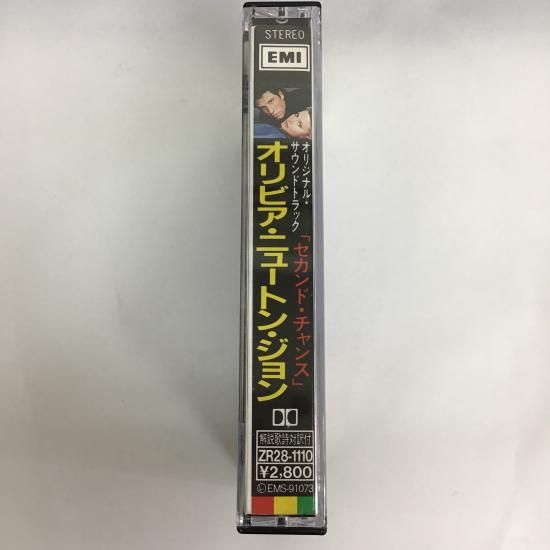 STEREO
EMI
オリジナル・
サウンドトラック
「セカンド・チャンス」
オリビア・ニュートン・ジョン
解説歌詩対訳付
ZR28-1110
¥2,800
ⓁEMS-91073